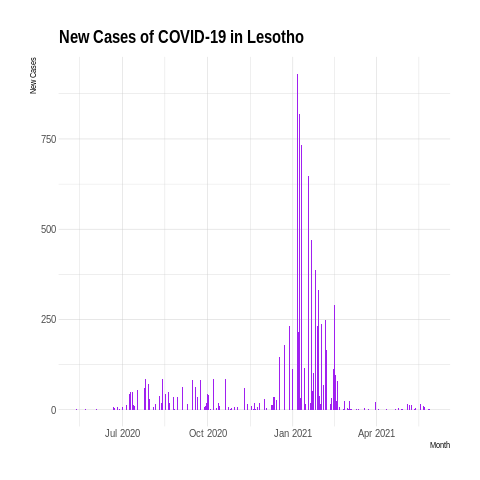 New Cases of COVID-19 in Lesotho
New Cases
750
500
250
0
Jul 2020
Oct 2020
Jan 2021
Apr 2021
Month